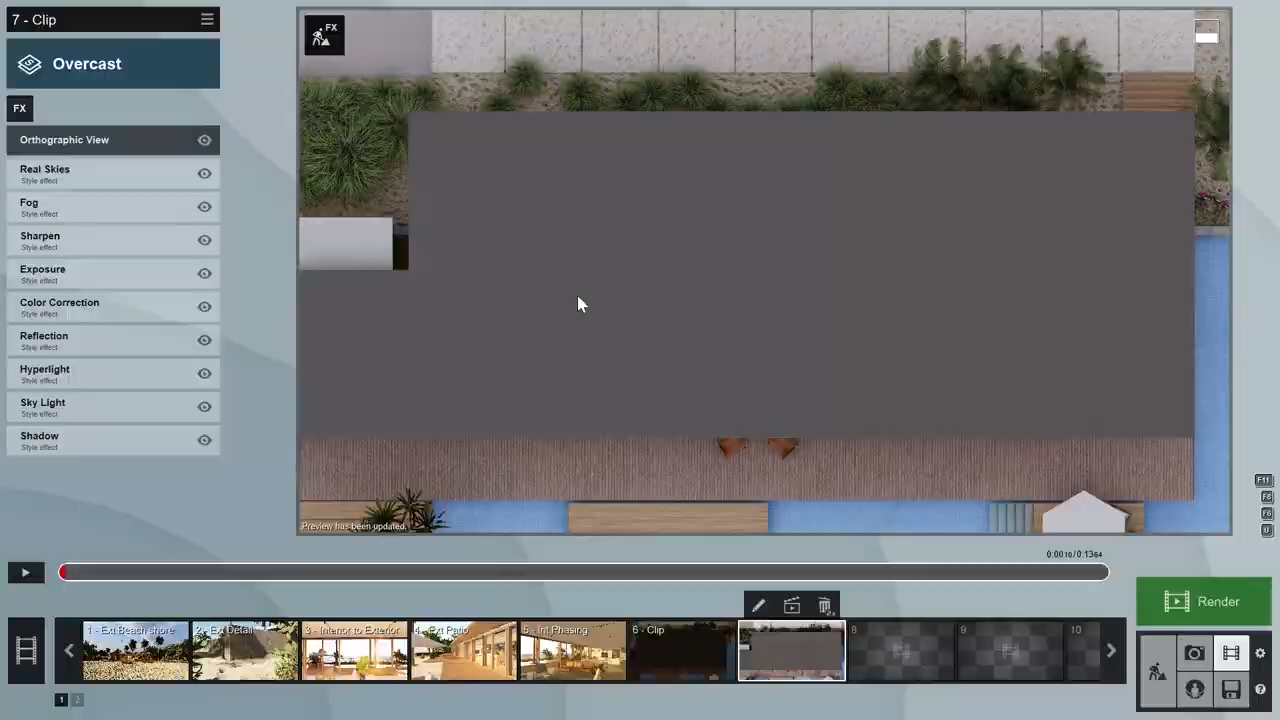 7 - Clip
Overcast
FX
Orthographic View
Real Skies
Style effect
Fog
Style effect
Sharpen
Style effect
Exposure
Style effect
Color Correction
Style effect
Reflection
Style effect
Hyperlight
Style effect
Sky Light
Style effect
Shadow
Style effect
FX
Preview has been updated.
F11
F8
U
Render
1 - Ext Beach shore
2 - Ext Detail
3 - Interior to Exterior
4 - Ext Patio
5 - Int Phasing
6 - Clip
8
9
10
1
2
?